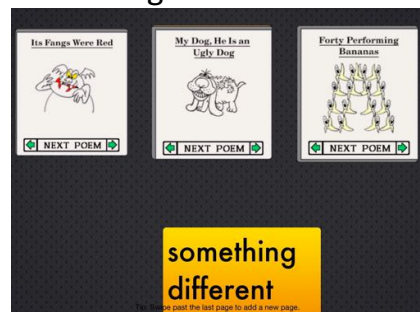 Its Fangs Were Red
My Dog, He Is an
Ugly Dog
Forty Performing
Bananas
NEXT POEM
NEXT POEM
NEXT POEM
something
different
Tip: Swipe past the last page to add a new page.